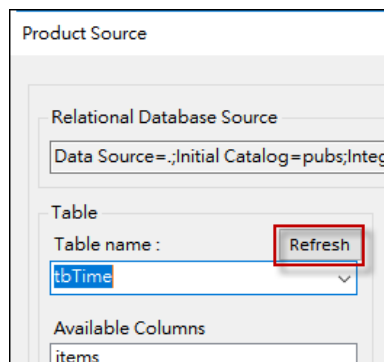 Product Source
Relational Database Source
Data Source=.;Initial Catalog=pubs;Integ
Table
Table name :
Refresh
tbTime
Available Columns
items